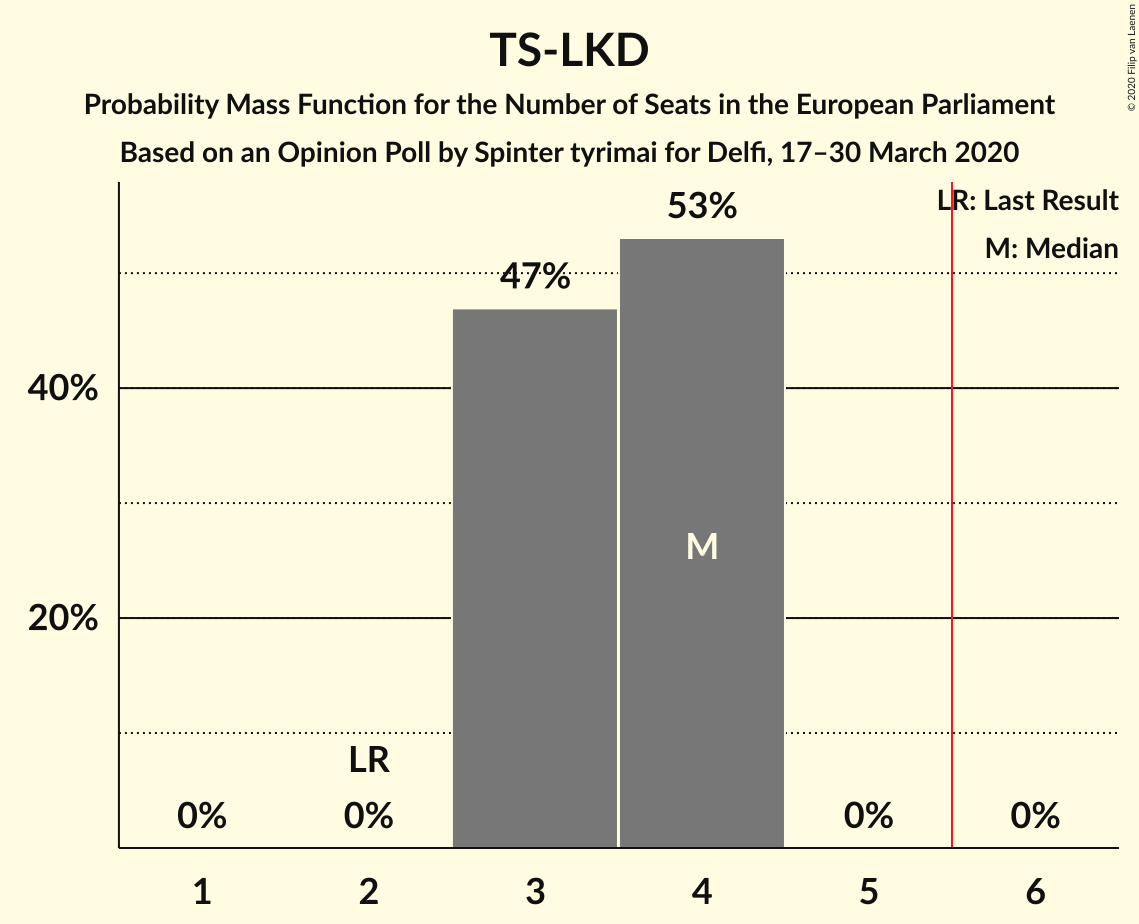 TS-LKD
Probability Mass Function for the Number of Seats in the European Parliament
Based on an Opinion Poll by Spinter tyrimai for Delfi, 17–30 March 2020
© 2020 Filip van Laenen
LR: Last Result
M: Median
53%
47%
40%
20%
M
LR
0%
0%
0%
0%
1
2
3
4
5
6